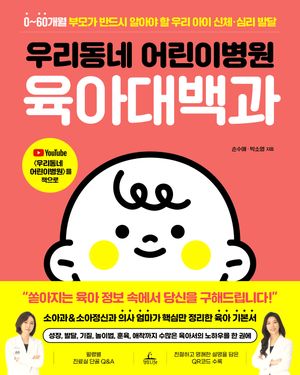 0~60개월 부모가 반드시 알아야 할 우리 아이 신체·심리 발달
우리동네 어린이병원
육아대백과
손수예·박소영 지음
YouTube
〈우리동네
어린이병원〉을
책으로
"쏟아지는 육아 정보 속에서 당신을 구해드립니다!"
소아과&소아정신과 의사 엄마가 핵심만 정리한 육아 기본서
성장, 발달, 기질, 놀이법, 훈육, 애착까지 수많은 육아서의 노하우를 한 권에
월령별
진료실 단골 Q&A
친절하고 명쾌한 설명을 담은
QR코드 수록